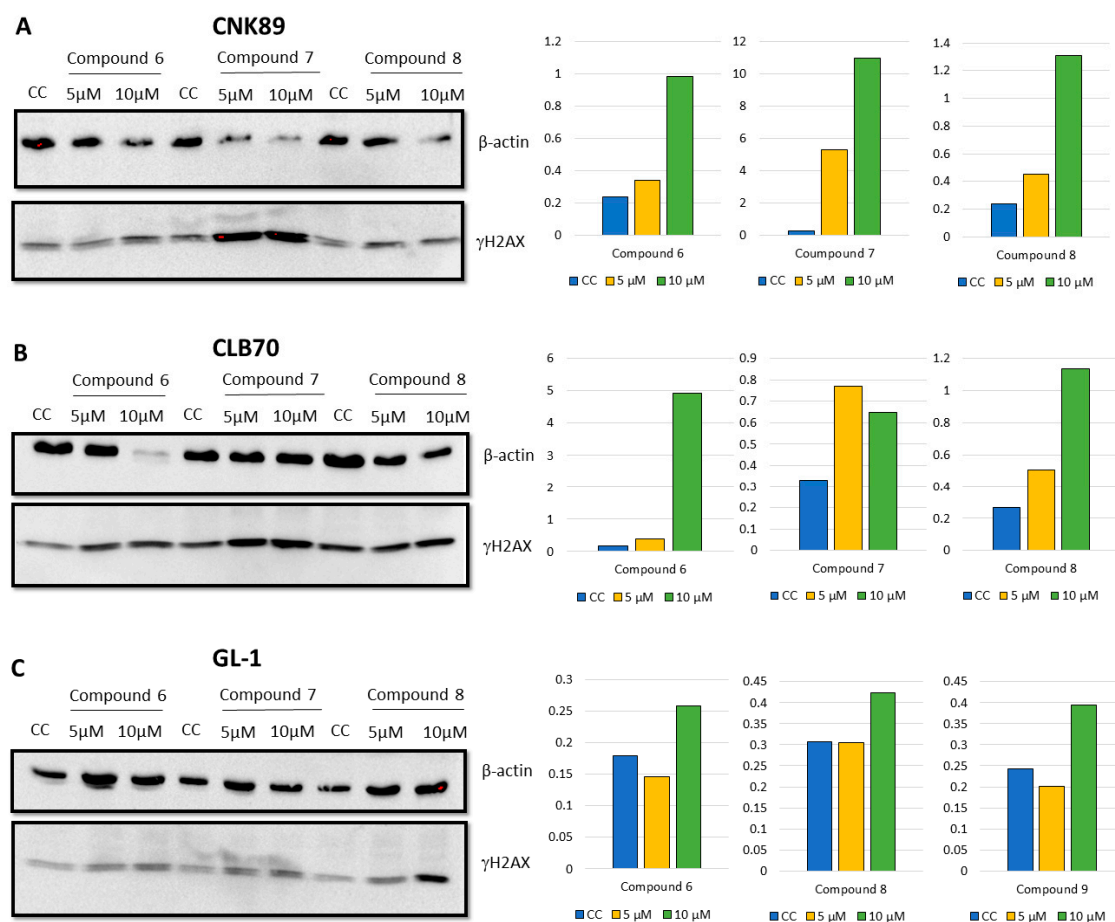 A
CNK89
Compound 6
Compound 7
Compound 8
CC 5µM 10µM CC 5µM 10µM CC 5µM 10µM
β-actin
γH2AX
1.2
1
0.8
0.6
0.4
0.2
0
Compound 6
CC 5 µM 10 µM
12
10
8
6
4
2
0
Compound 7
CC 5 µM 10 µM
1.4
1.2
1
0.8
0.6
0.4
0.2
0
Coumpound 8
CC 5 µM 10 µM
B
CLB70
Compound 6
Compound 7
Compound 8
CC 5µM 10µM CC 5µM 10µM CC 5µM 10µM
β-actin
γH2AX
6
5
4
3
2
1
0
Compound 6
CC 5 µM 10 µM
0.9
0.8
0.7
0.6
0.5
0.4
0.3
0.2
0.1
0
Compound 7
CC 5 µM 10 µM
1.2
1
0.8
0.6
0.4
0.2
0
Compound 8
CC 5 µM 10 µM
C
GL-1
Compound 6
Compound 7
Compound 8
CC 5µM 10µM CC 5µM 10µM CC 5µM 10µM
β-actin
γH2AX
0.3
0.25
0.2
0.15
0.1
0.05
0
Compound 6
CC 5 µM 10 µM
0.45
0.4
0.35
0.3
0.25
0.2
0.15
0.1
0.05
0
Compound 8
CC 5 µM 10 µM
0.45
0.4
0.35
0.3
0.25
0.2
0.15
0.1
0.05
0
Compound 9
CC 5 µM 10 µM